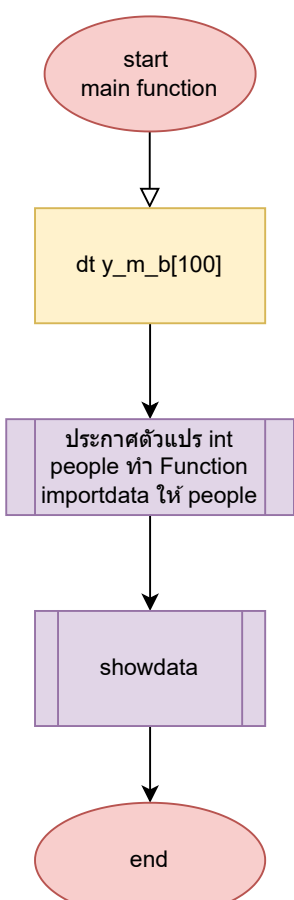 start
main function
dt y_m_b[100]
ประกาศตัวแปร int
people ทำ Function
importdata ให้ people
showdata
end